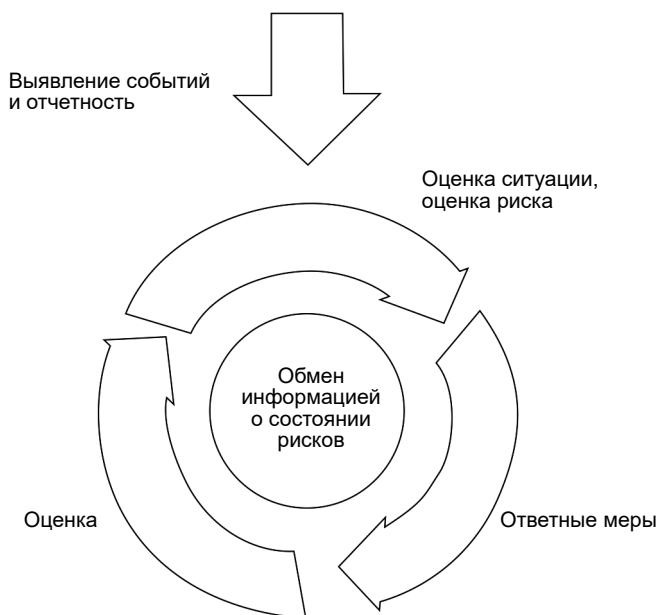 Выявление событий
и отчетность
Оценка ситуации,
оценка риска
Обмен
информацией
о состоянии
рисков
Оценка
Ответные меры